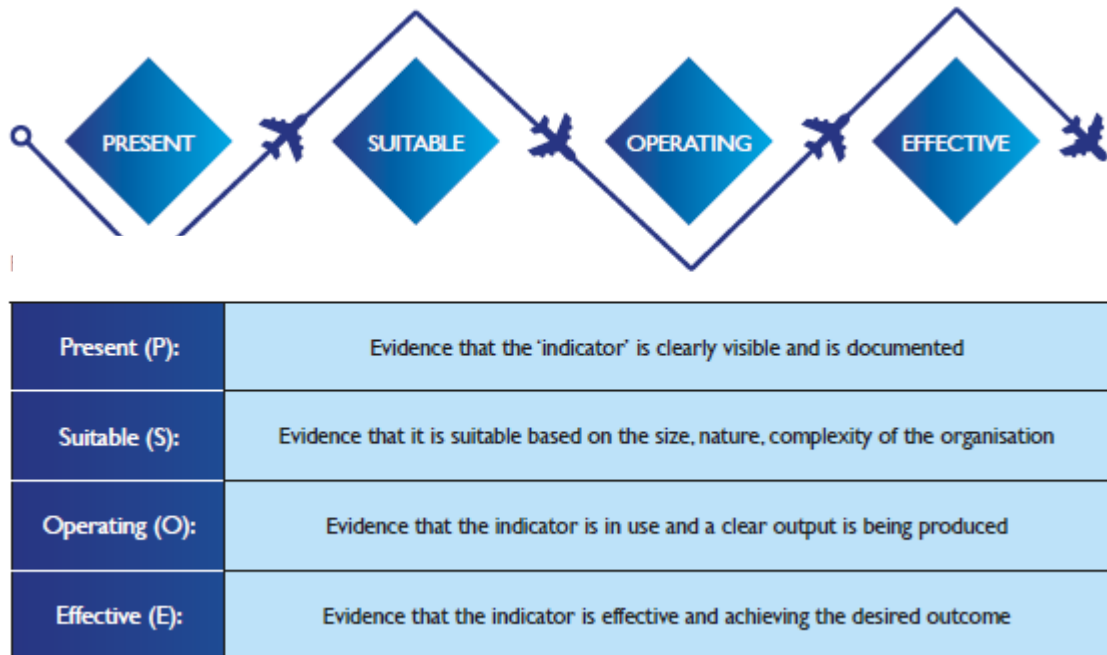 PRESENT
SUITABLE
OPERATING
EFFECTIVE
Present (P):
Evidence that the ‘indicator’ is clearly visible and is documented
Suitable (S):
Evidence that it is suitable based on the size, nature, complexity of the organisation
Operating (O):
Evidence that the indicator is in use and a clear output is being produced
Effective (E):
Evidence that the indicator is effective and achieving the desired outcome